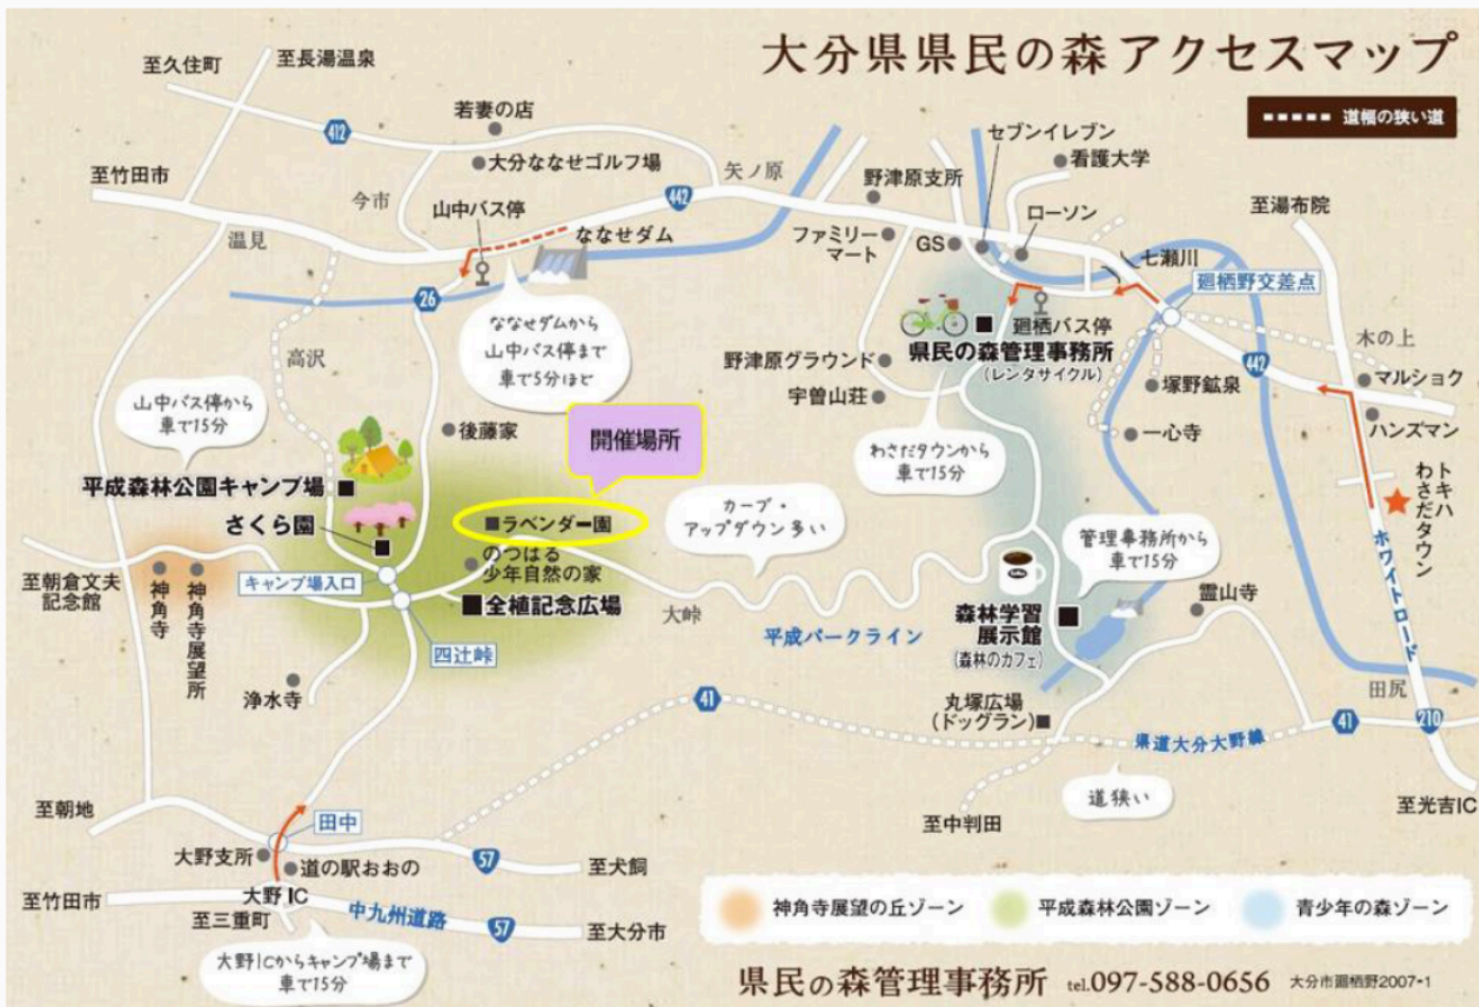 大分県県民の森アクセスマップ
道幅の狭い道
至久住町
至長湯温泉
412
若妻の店
大分ななせゴルフ場
至竹田市
今市
山中バス停
442
矢ノ原
温見
ななせダム
26
ななせダムから
山中バス停まで
車で5分ほど
高沢
セブンイレブン
看護大学
野津原支所
ローソン
ファミリー
マート
GS
七瀬川
至湯布院
廻栖野交差点
廻栖バス停
県民の森管理事務所
(レンタサイクル)
野津原グラウンド
宇曽山荘
442
木の上
マルショク
塚野鉱泉
一心寺
ハンズマン
トキハ
わさだタウン
わさだタウンから
車で15分
山中バス停から
車で15分
後藤家
開催場所
平成森林公園キャンプ場
さくら園
ラベンダー園
のつはる
少年自然の家
カーブ・
アップダウン多い
管理事務所から
車で15分
ホワイトロード
至朝倉文夫
記念館
神角寺
神角寺展望所
キャンプ場入口
全植記念広場
大峠
平成パークライン
森林学習
展示館
(森林のカフェ)
霊山寺
四辻峠
浄水寺
41
丸塚広場
(ドッグラン)
田尻
県道大分大野線
41
210
道狭い
至朝地
田中
至中判田
至光吉IC
大野支所
道の駅おおの
57
至犬飼
至竹田市
大野IC
至三重町
中九州道路
57
至大分市
大野ICからキャンプ場まで
車で15分
神角寺展望の丘ゾーン
平成森林公園ゾーン
青少年の森ゾーン
県民の森管理事務所 tel.097-588-0656 大分市廻栖野2007-1